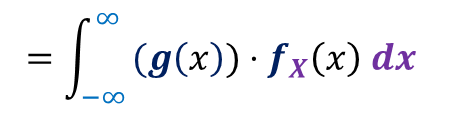 = ∫_{-∞}^{∞} (g(x)) · f_X(x) dx